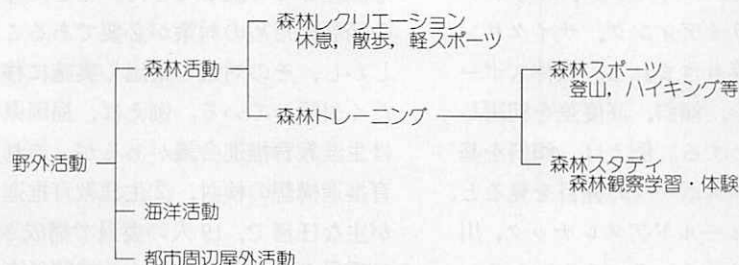 森林レクリエーション
休息，散歩，軽スポーツ
森林活動
森林スポーツ
登山，ハイキング等
森林トレーニング
森林スタディ
森林観察学習・体験
野外活動
海洋活動
都市周辺屋外活動